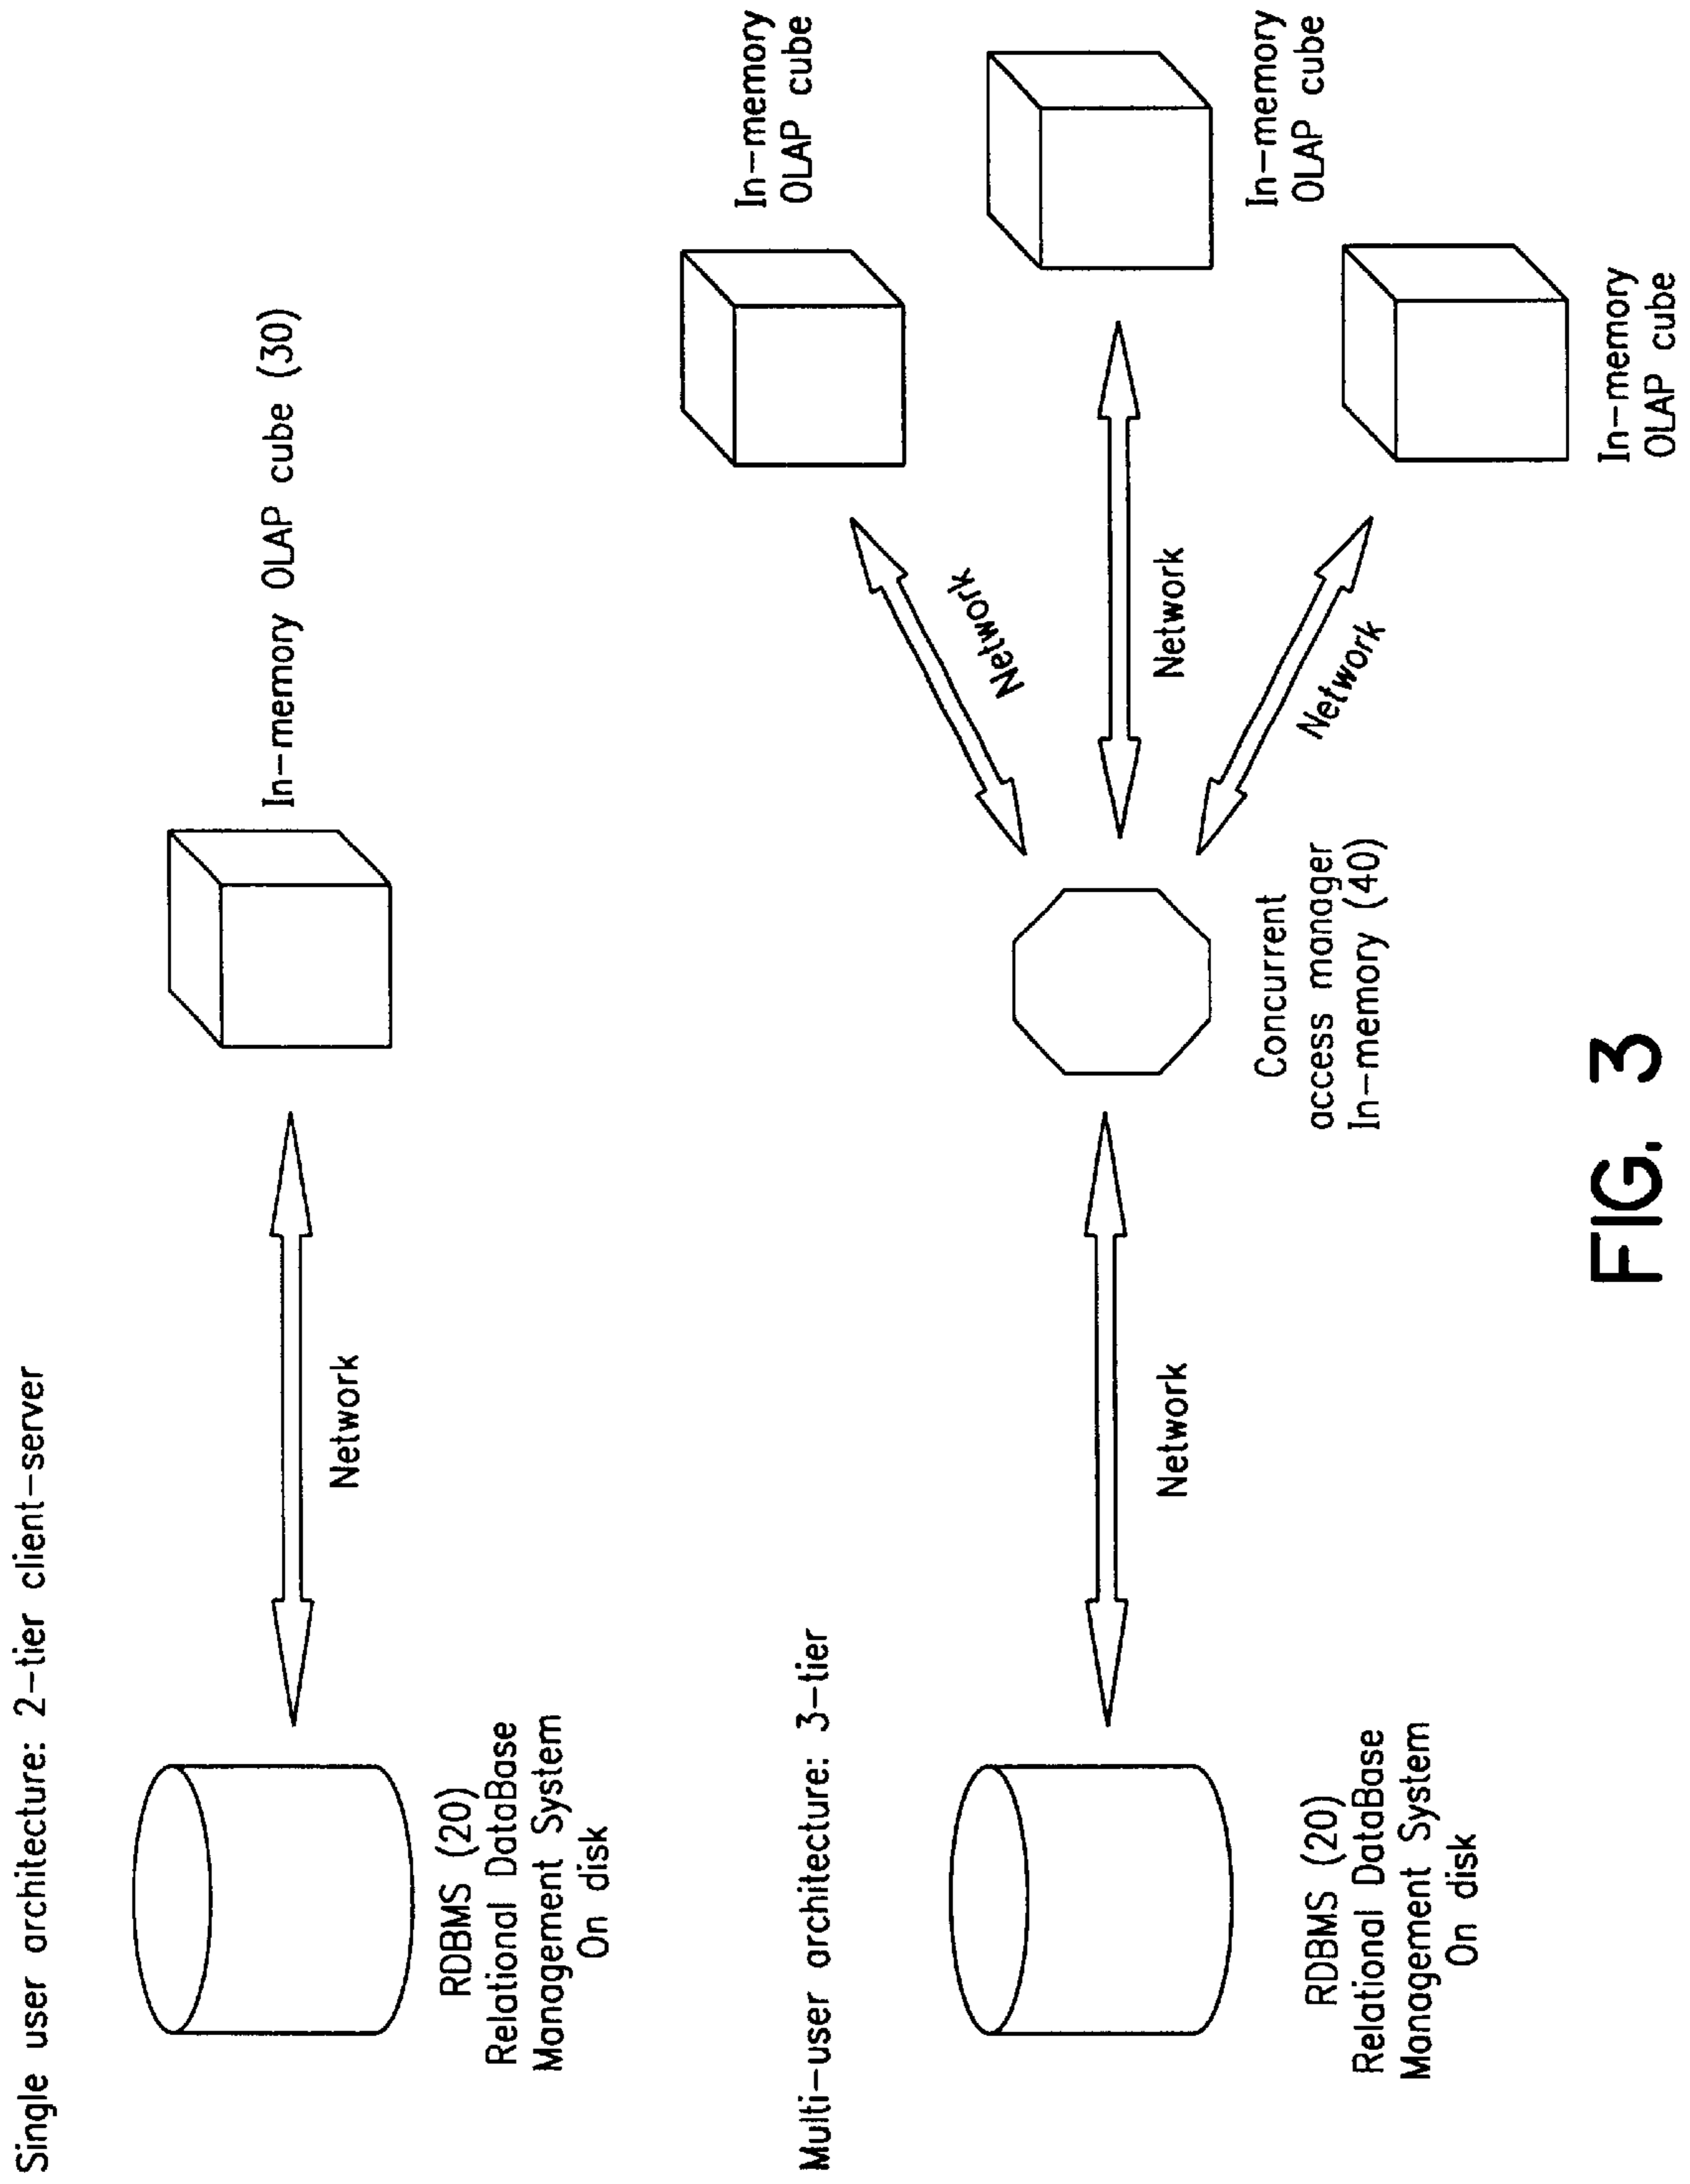 Single user architecture: 2-tier client-server
In-memory OLAP cube (30)
Network
RDBMS (20)
Relational DataBase
Management System
On disk
Multi-user architecture: 3-tier
In-memory
OLAP cube
Network
In-memory
OLAP cube
Network
Network
In-memory
OLAP cube
Concurrent
access manager
In-memory (40)
Network
RDBMS (20)
Relational DataBase
Management System
On disk
FIG. 3